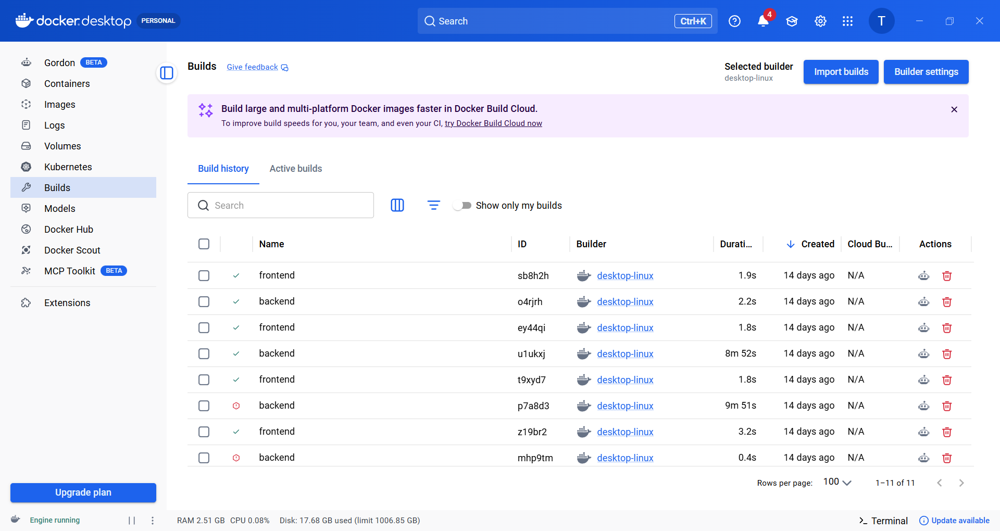 docker desktop PERSONAL
Search Ctrl+K
4
T
Gordon BETA
Containers
Images
Logs
Volumes
Kubernetes
Builds
Models
Docker Hub
Docker Scout
MCP Toolkit BETA
Extensions
Upgrade plan
Builds Give feedback
Selected builder
desktop-linux
Import builds
Builder settings
Build large and multi-platform Docker images faster in Docker Build Cloud.
To improve build speeds for you, your team, and even your CI, try Docker Build Cloud now
Build history Active builds
Search
Show only my builds
Name ID Builder Durati... Created Cloud Bu... Actions
frontend sb8h2h desktop-linux 1.9s 14 days ago N/A
backend o4rjrh desktop-linux 2.2s 14 days ago N/A
frontend ey44qi desktop-linux 1.8s 14 days ago N/A
backend u1ukxj desktop-linux 8m 52s 14 days ago N/A
frontend t9xyd7 desktop-linux 1.8s 14 days ago N/A
backend p7a8d3 desktop-linux 9m 51s 14 days ago N/A
frontend z19br2 desktop-linux 3.2s 14 days ago N/A
backend mhp9tm desktop-linux 0.4s 14 days ago N/A
Rows per page: 100 1–11 of 11
Engine running
RAM 2.51 GB CPU 0.08% Disk: 17.68 GB used (limit 1006.85 GB)
Terminal
Update available